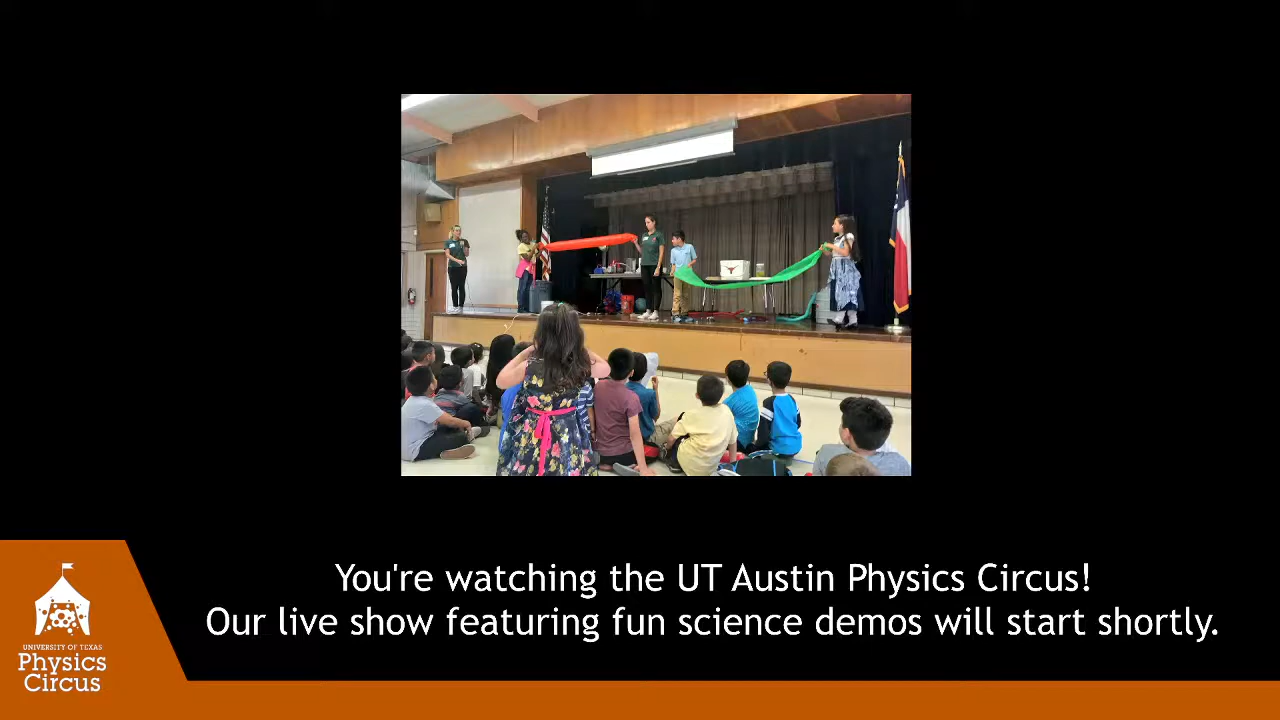 You're watching the UT Austin Physics Circus!
Our live show featuring fun science demos will start shortly.
UNIVERSITY OF TEXAS
Physics
Circus